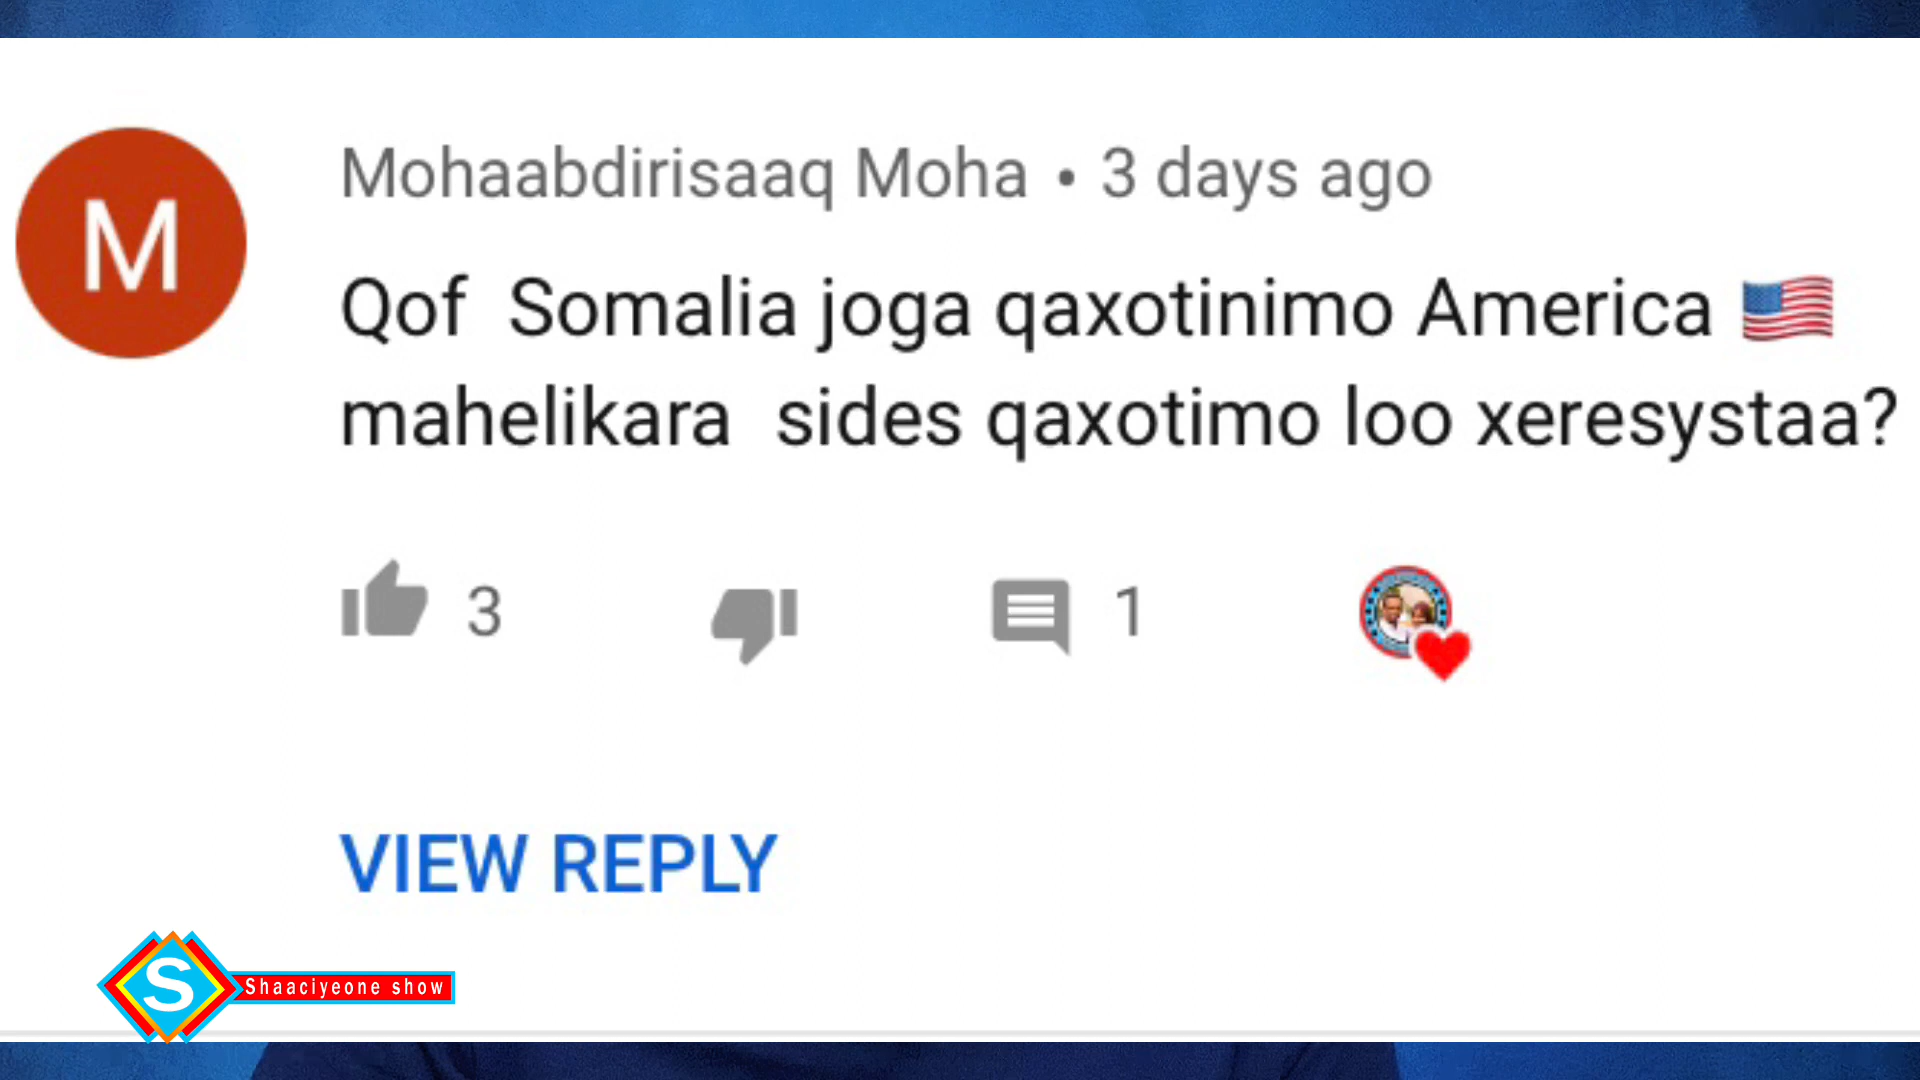 M
Mohaabdirisaaq Moha • 3 days ago
Qof Somalia joga qaxotinimo America 🇺🇸
mahelikara sides qaxotimo loo xeresystaa?
3
1
VIEW REPLY
S
Shaaciyeone show